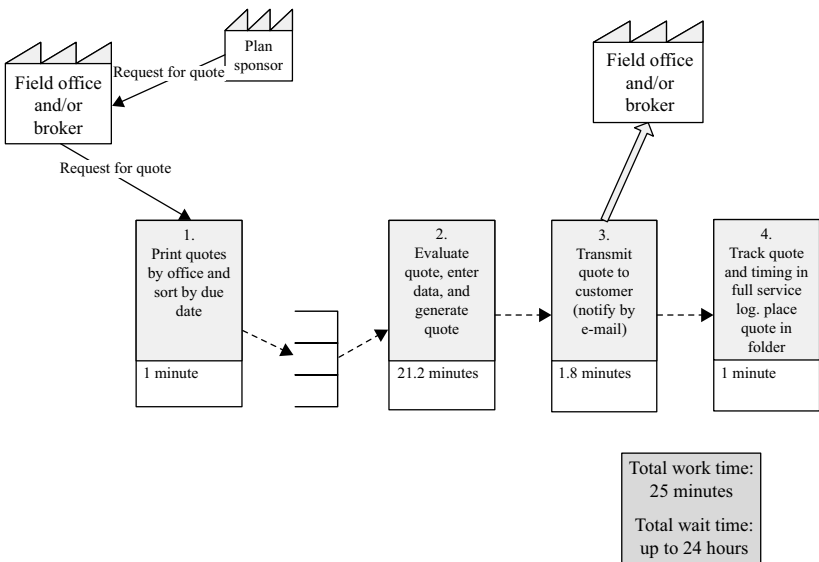 Plan
sponsor
Request for quote
Field office
and/or
broker
Field office
and/or
broker
Request for quote
1.
Print quotes
by office and
sort by due
date
1 minute
2.
Evaluate
quote, enter
data, and
generate
quote
21.2 minutes
3.
Transmit
quote to
customer
(notify by
e-mail)
1.8 minutes
4.
Track quote
and timing in
full service
log. place
quote in
folder
1 minute
Total work time:
25 minutes
Total wait time:
up to 24 hours